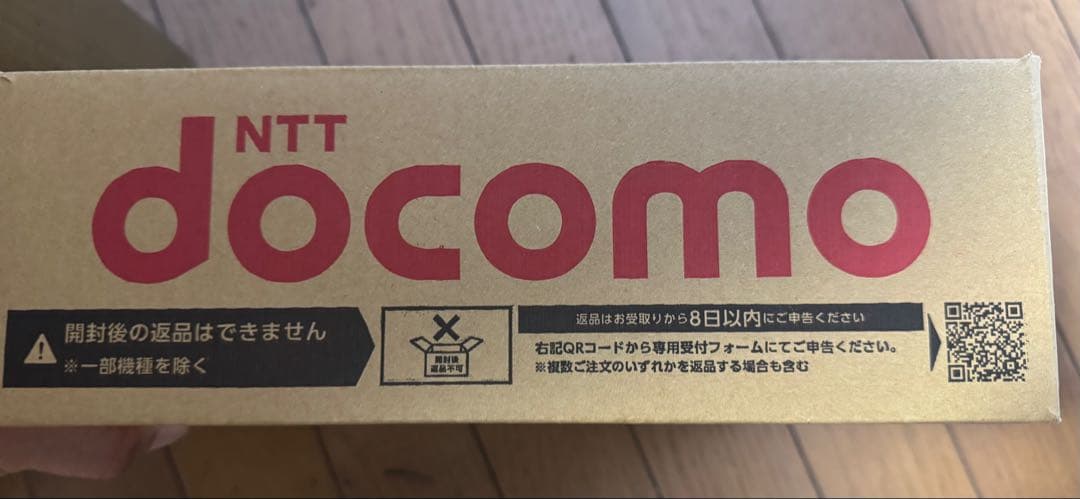 NTT
docomo
開封後の返品はできません
※一部機種を除く
開封後
返品不可
返品はお受取りから8日以内にご申告ください
右記QRコードから専用受付フォームにてご申告ください。
※複数ご注文のいずれかを返品する場合も含む